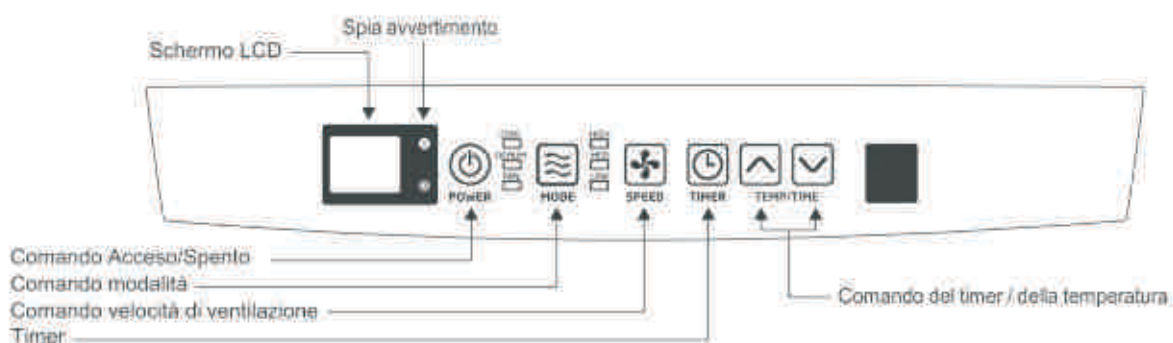 Spia avvertimento
Schermo LCD
POWER MODE SPEED TIMER TEMP/TIME
Comando Acceso/Spento
Comando modalità
Comando velocità di ventilazione
Comando del timer / della temperatura
Timer